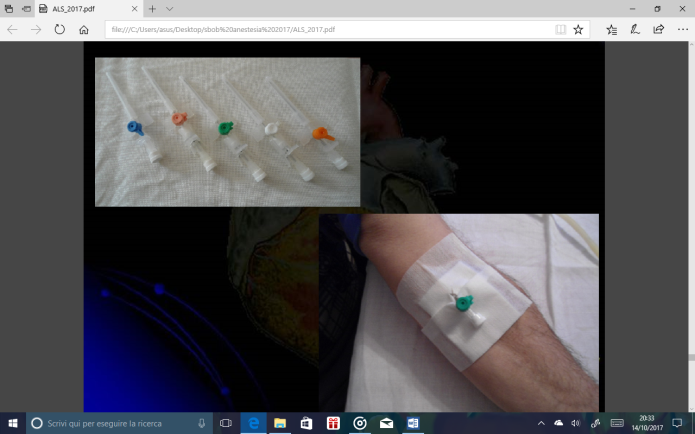 ALS_2017.pdf
file:///C:/Users/asus/Desktop/sbob%20anestesia%202017/ALS_2017.pdf
Scrivi qui per eseguire la ricerca
20:33
14/10/2017